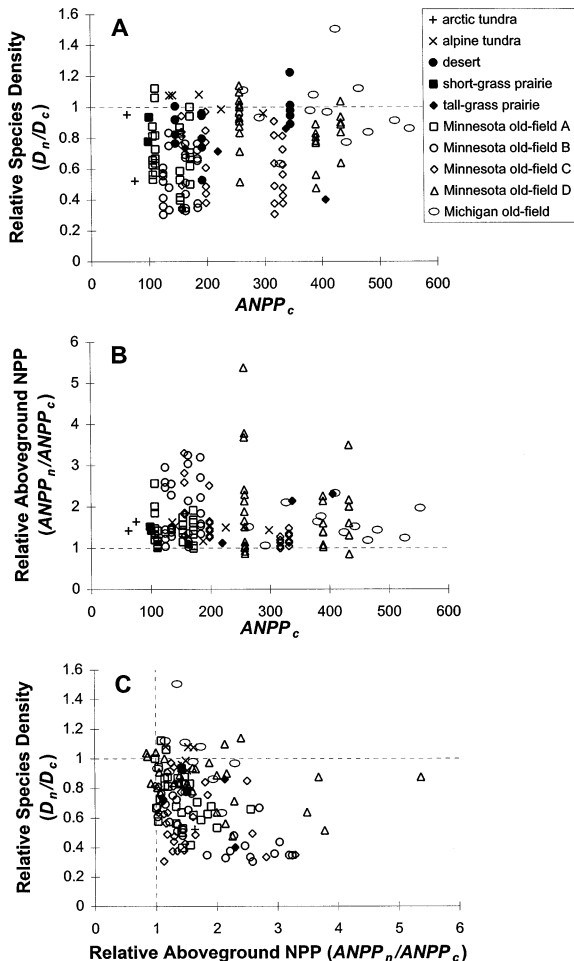 A
Relative Species Density
(Dn/Dc)
1.6
1.4
1.2
1
0.8
0.6
0.4
0.2
0
0 100 200 300 400 500 600
ANPPc
arctic tundra
alpine tundra
desert
short-grass prairie
tall-grass prairie
Minnesota old-field A
Minnesota old-field B
Minnesota old-field C
Minnesota old-field D
Michigan old-field
B
Relative Aboveground NPP
(ANPPn/ANPPc)
6
5
4
3
2
1
0
0 100 200 300 400 500 600
ANPPc
C
Relative Species Density
(Dn/Dc)
1.6
1.4
1.2
1
0.8
0.6
0.4
0.2
0
0 1 2 3 4 5 6
Relative Aboveground NPP (ANPPn/ANPPc)